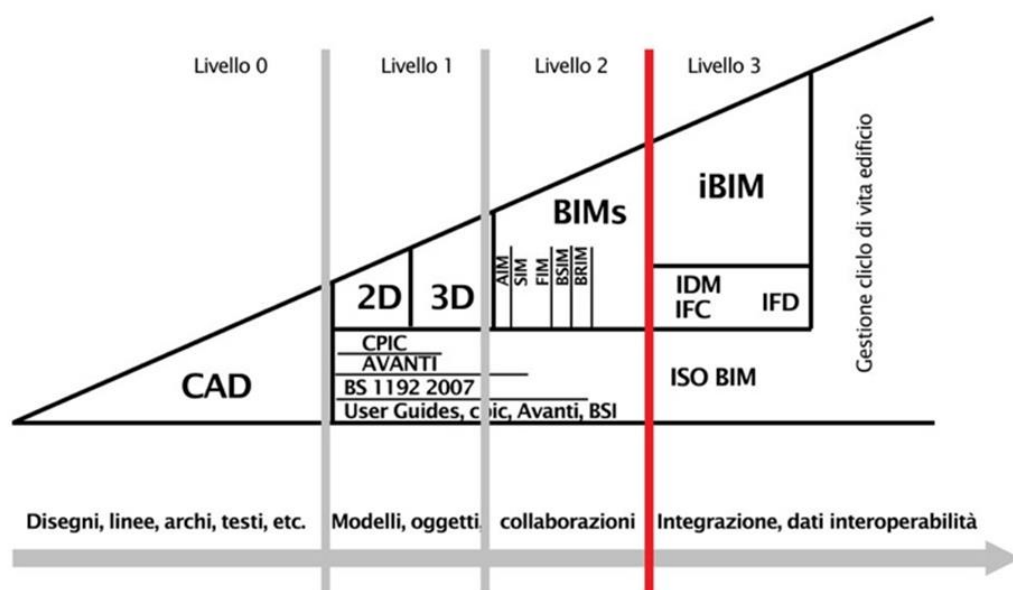 Livello 0
Livello 1
Livello 2
Livello 3
CAD
2D
3D
BIMs
iBIM
AIM
SIM
FIM
BSIM
BRIM
IDM
IFC
IFD
CPIC
AVANTI
BS 1192 2007
User Guides, cpic, Avanti, BSI
ISO BIM
Gestione cliclo di vita edificio
Disegni, linee, archi, testi, etc.
Modelli, oggetti,
collaborazioni
Integrazione, dati interoperabilità